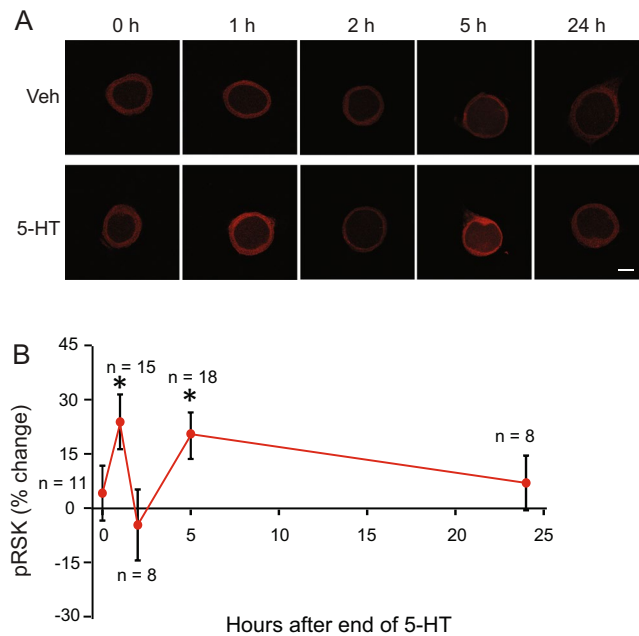 A
0 h 1 h 2 h 5 h 24 h
Veh
5-HT
B
45
30
15
0
-15
-30
pRSK (% change)
n = 11
n = 15
*
n = 8
n = 18
*
n = 8
0 5 10 15 20 25
Hours after end of 5-HT